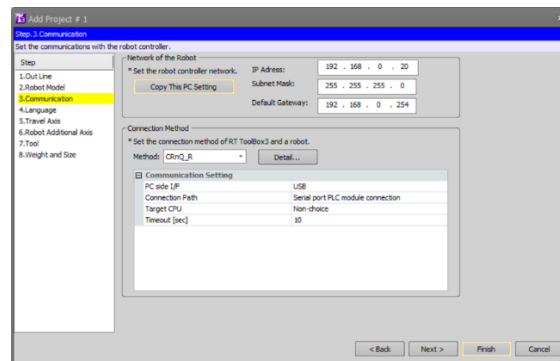 Add Project # 1
Step.3.Communication
Set the communications with the robot controller.
Step
1.Out Line
2.Robot Model
3.Communication
4.Language
5.Travel Axis
6.Robot Additional Axis
7.Tool
8.Weight and Size
Network of the Robot
* Set the robot controller network.
Copy This PC Setting
IP Adress: 192 . 168 . 0 . 20
Subnet Mask: 255 . 255 . 255 . 0
Default Gateway: 192 . 168 . 0 . 254
Connection Method
* Set the connection method of RT ToolBox3 and a robot.
Method: CRnQ_R Detail...
Communication Setting
PC side I/F USB
Connection Path Serial port PLC module connection
Target CPU Non-choice
Timeout [sec] 10
< Back Next > Finish Cancel